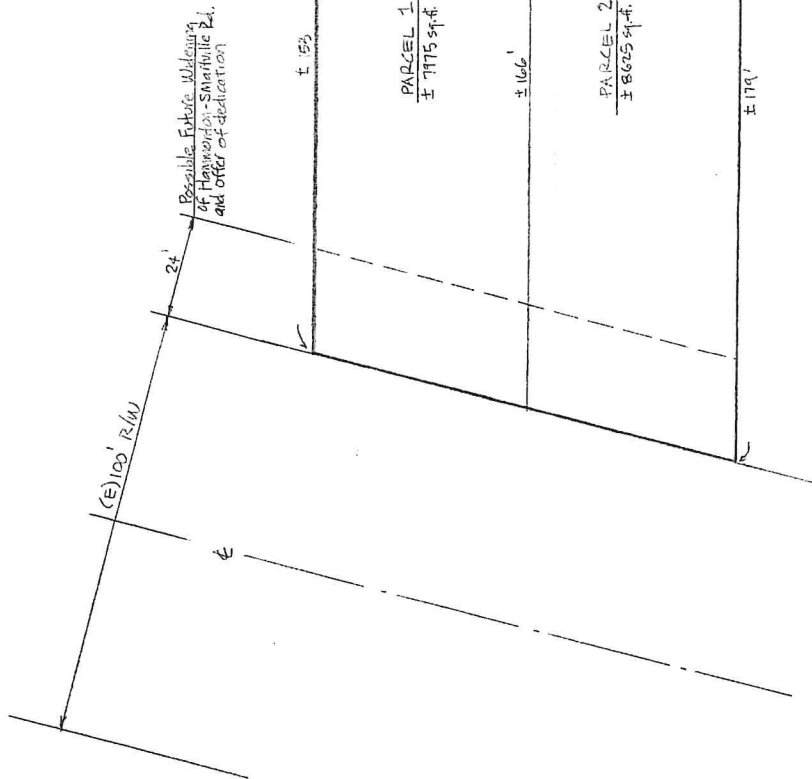 Possible Future Widening
of Hammonton-Smartville Rd.
and offer of dedication
24'
(E) 100' R/W
℄
± 153
PARCEL 1
± 7975 sq.ft.
± 166'
PARCEL 2
± 8625 sq.ft.
± 179'